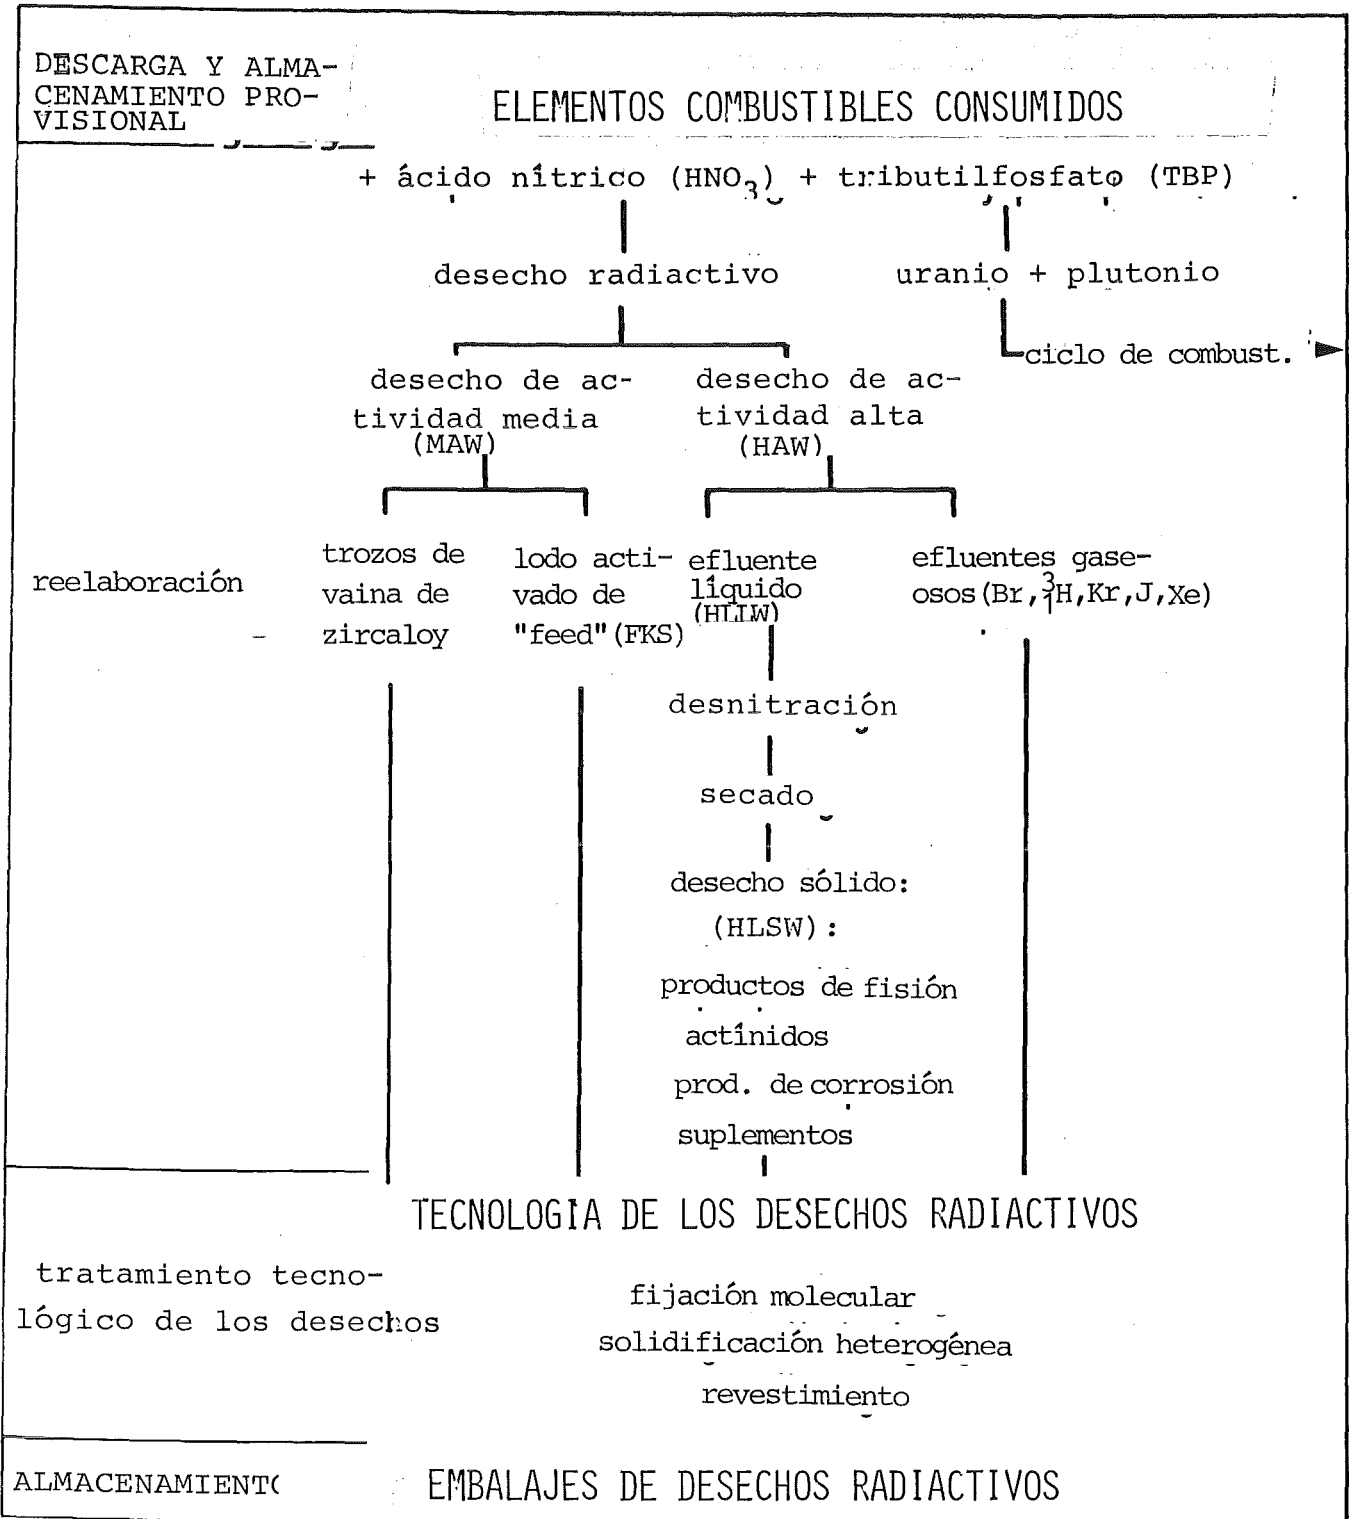 DESCARGA Y ALMA-
CENAMIENTO PRO-
VISIONAL
ELEMENTOS COMBUSTIBLES CONSUMIDOS
+ ácido nítrico (HNO3) + tributilfosfato (TBP)
desecho radiactivo
uranio + plutonio
ciclo de combust.
desecho de ac-
tividad media
(MAW)
desecho de ac-
tividad alta
(HAW)
reelaboración
trozos de
vaina de
zircaloy
lodo acti-
vado de
"feed" (FKS)
efluente
líquido
(HLLW)
efluentes gase-
osos (Br, ³₁H, Kr, J, Xe)
desnitración
secado
desecho sólido:
(HLSW):
productos de fisión
actínidos
prod. de corrosión
suplementos
TECNOLOGIA DE LOS DESECHOS RADIACTIVOS
tratamiento tecno-
lógico de los desechos
fijación molecular
solidificación heterogénea
revestimiento
ALMACENAMIENTO
EMBALAJES DE DESECHOS RADIACTIVOS